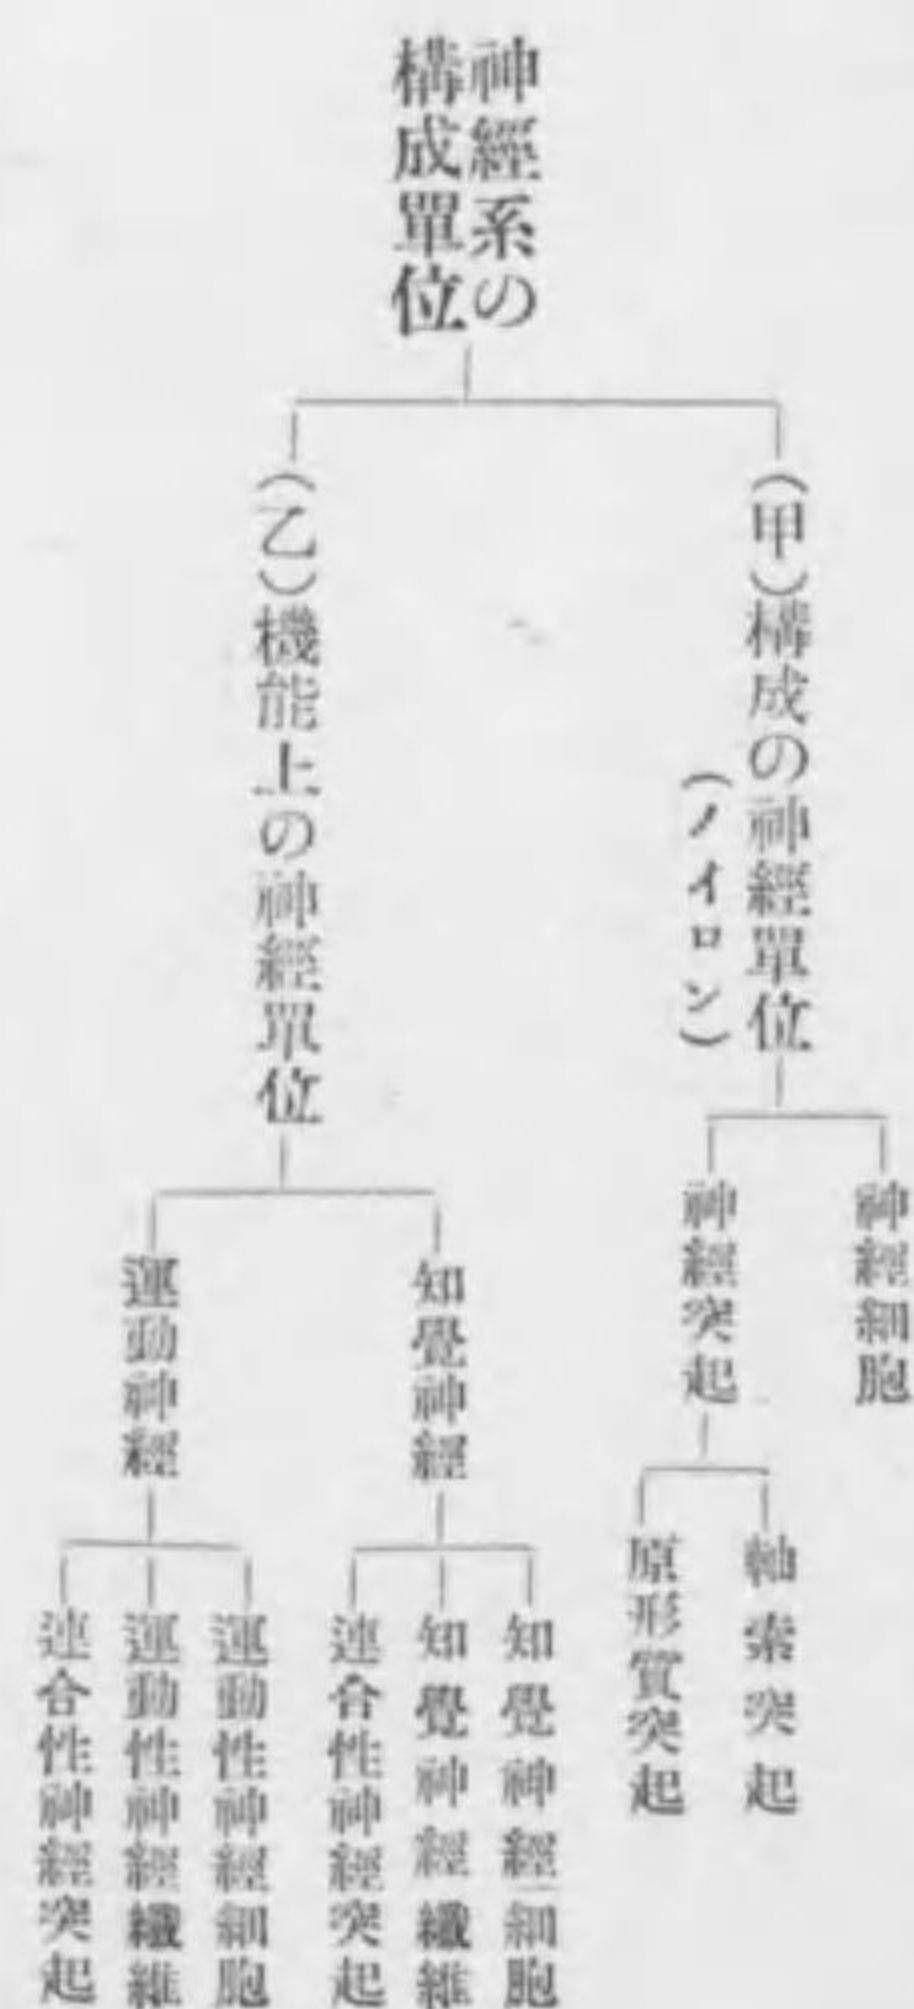 神經系の
構成單位
(甲)構成の神經單位
(ノイロン)
神經細胞
神經突起
軸索突起
原形質突起
(乙)機能上の神經單位
知覺神經
知覺神經細胞
知覺神經纖維
連合性神經突起
運動神經
運動性神經細胞
運動性神經纖維
連合性神經突起